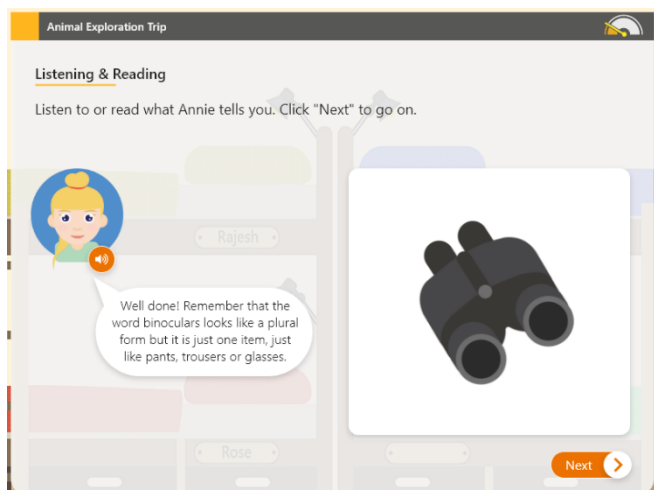 Animal Exploration Trip
Listening & Reading
Listen to or read what Annie tells you. Click "Next" to go on.
Rajesh
Well done! Remember that the
word binoculars looks like a plural
form but it is just one item, just
like pants, trousers or glasses.
Rose
Next